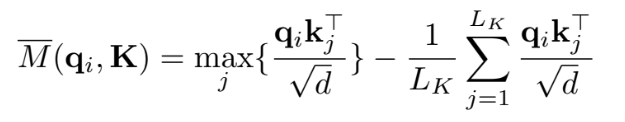 $\overline{M}(\mathbf{q}_i, \mathbf{K}) = \max_j \{ \frac{\mathbf{q}_i \mathbf{k}_j^\top}{\sqrt{d}} \} - \frac{1}{L_K} \sum_{j=1}^{L_K} \frac{\mathbf{q}_i \mathbf{k}_j^\top}{\sqrt{d}}$